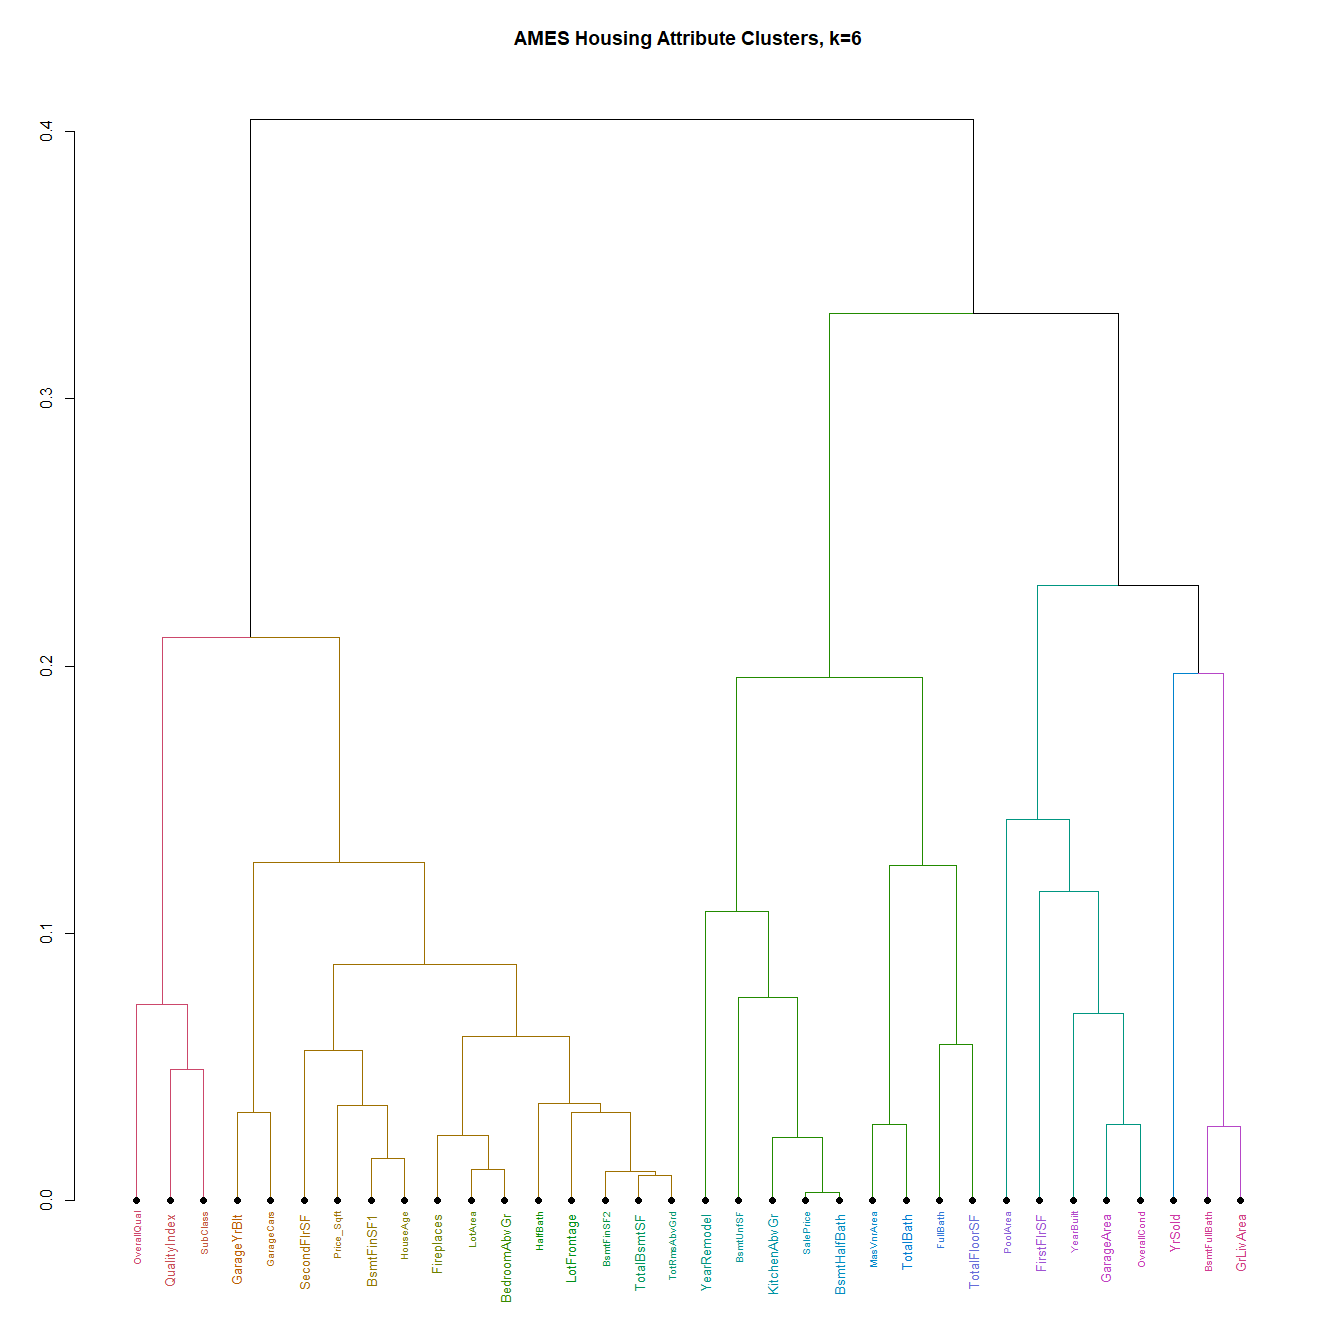 AMES Housing Attribute Clusters, k=6
0.4
0.3
0.2
0.1
0.0
OverallQual
QualityIndex
SubClass
GarageYrBlt
GarageCars
SecondFlrSF
Price_Sqft
BsmtFinSF1
HouseAge
Fireplaces
LotArea
BedroomAbvGr
HalfBath
LotFrontage
BsmtFinSF2
TotalBsmtSF
TotRmsAbvGrd
YearRemodel
BsmtUnfSF
KitchenAbvGr
SalePrice
BsmtHalfBath
MasVnrArea
TotalBath
FullBath
TotalFloorSF
PoolArea
FirstFlrSF
YearBuilt
GarageArea
OverallCond
YrSold
BsmtFullBath
GrLivArea